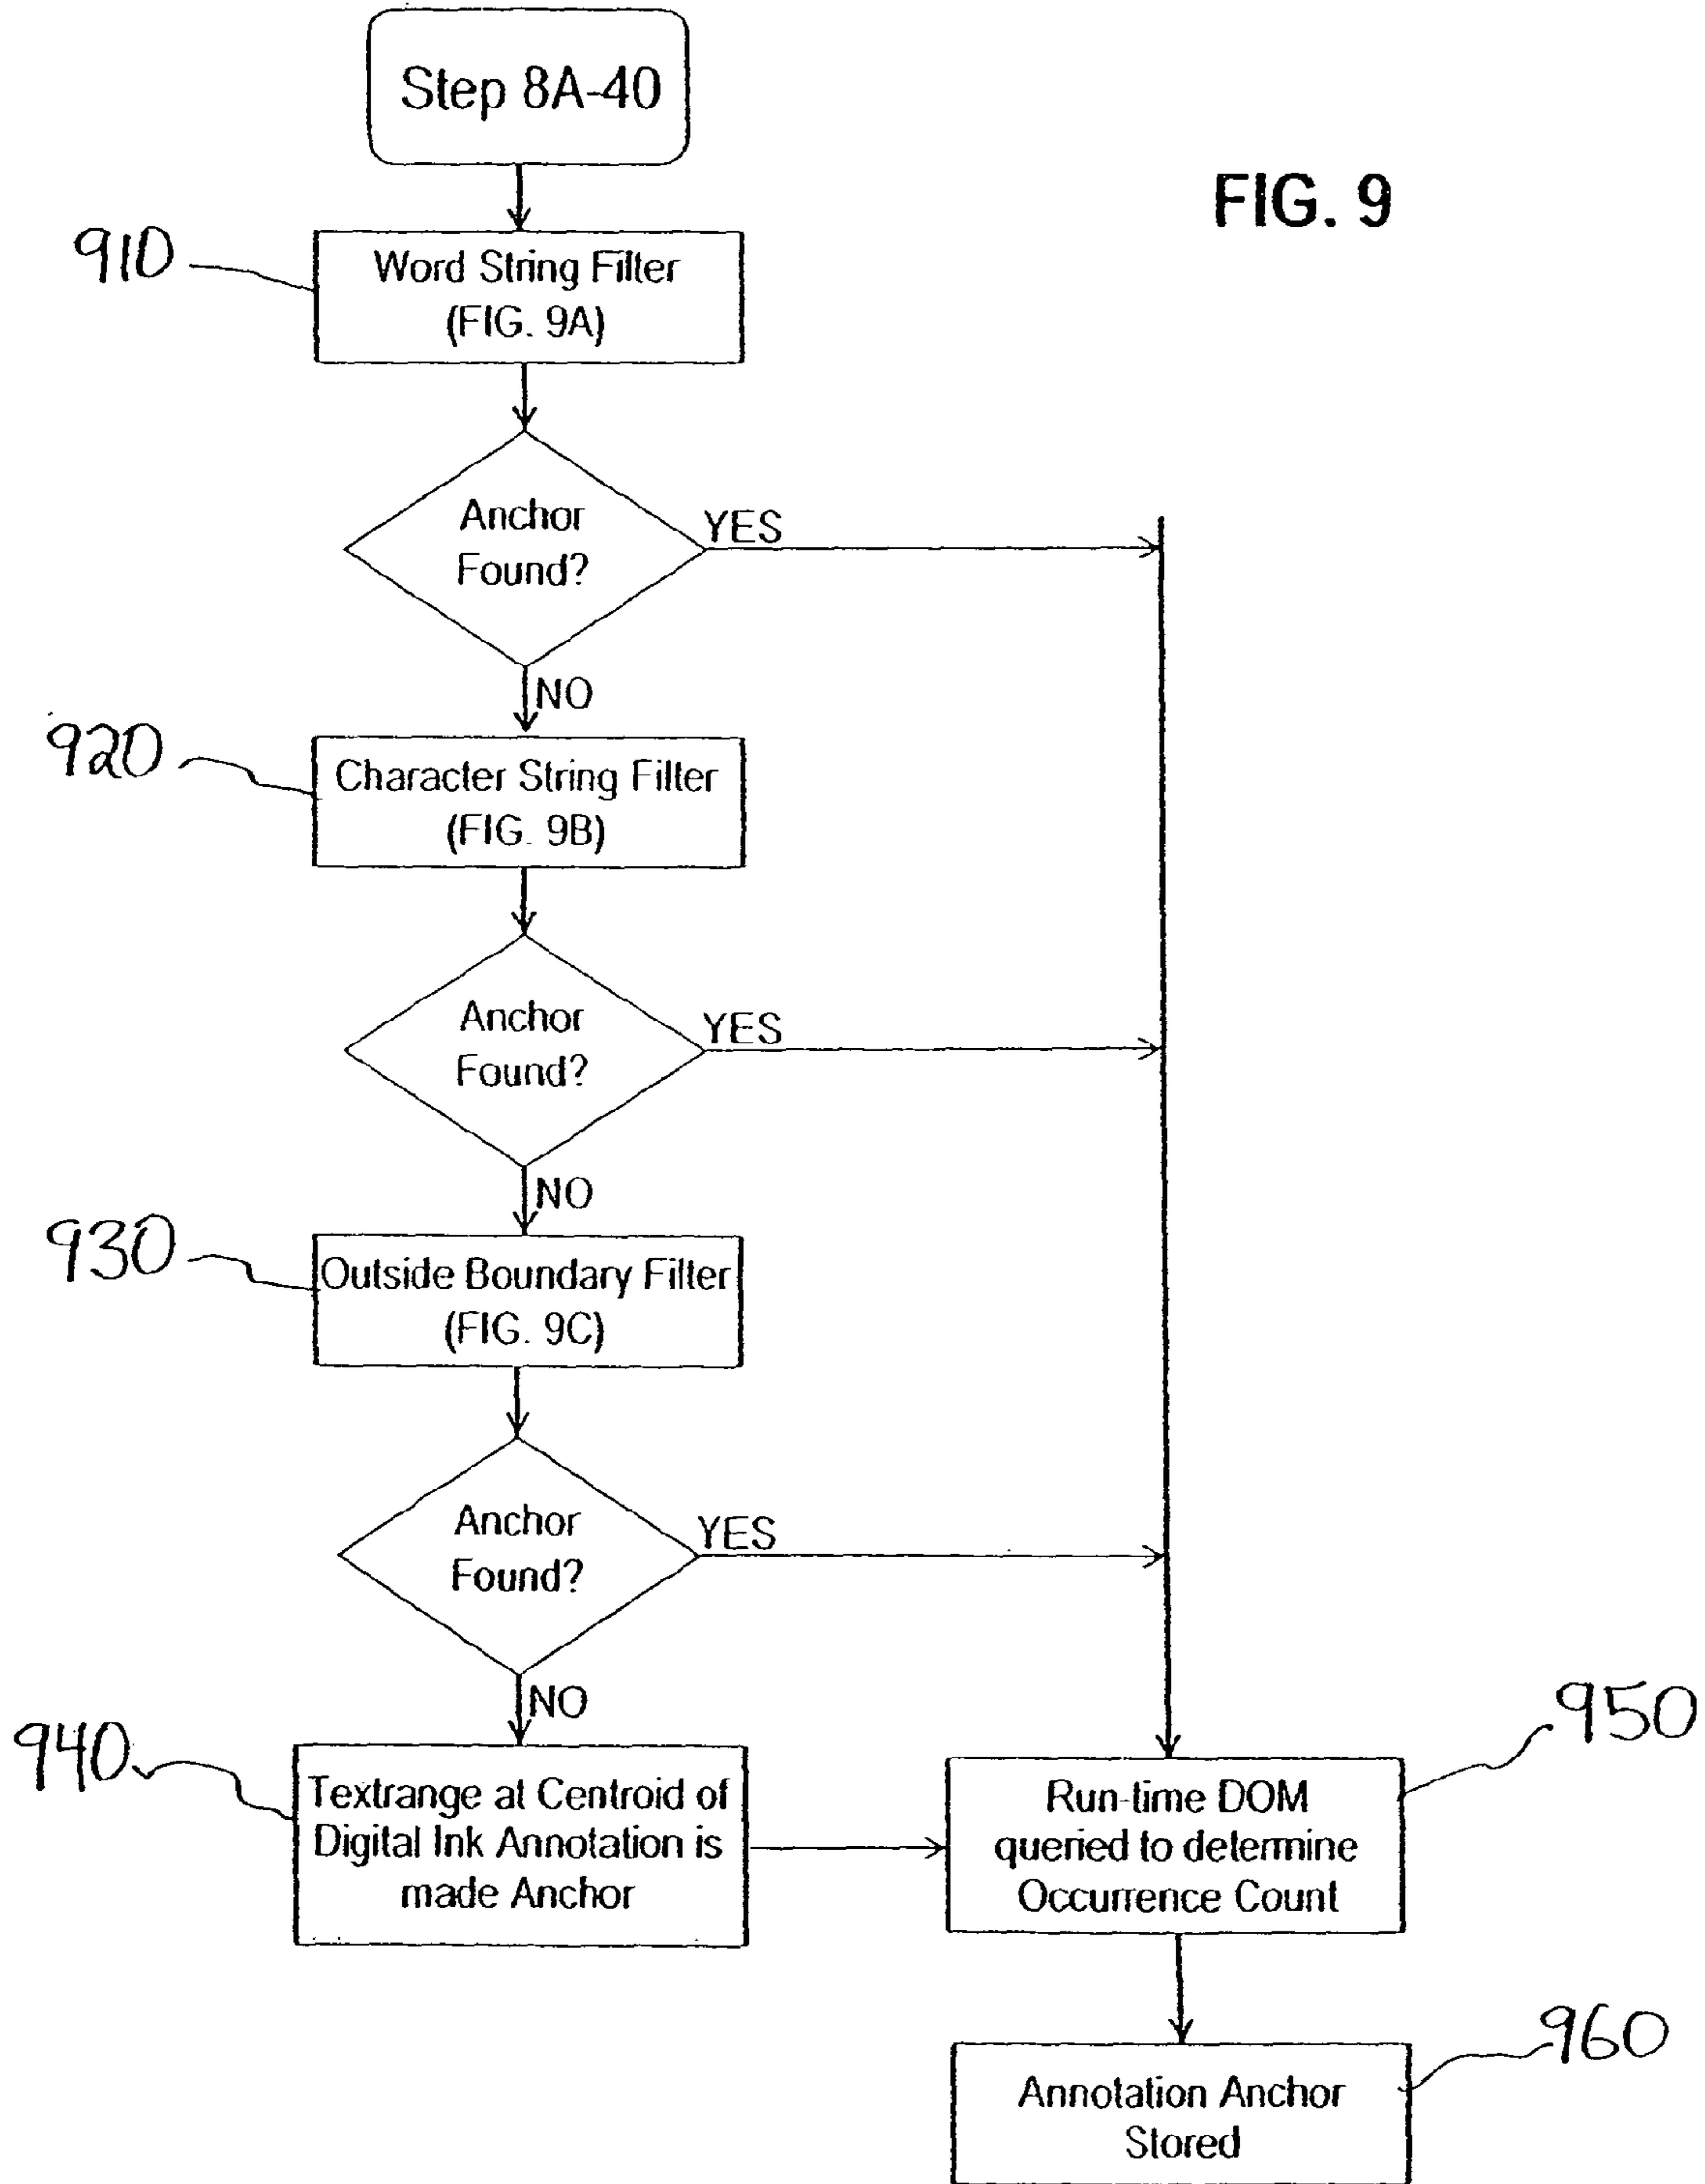 Step 8A-40
FIG. 9
910
Word String Filter
(FIG. 9A)
Anchor
Found?
YES
NO
920
Character String Filter
(FIG. 9B)
Anchor
Found?
YES
NO
930
Outside Boundary Filter
(FIG. 9C)
Anchor
Found?
YES
NO
940
Textrange at Centroid of
Digital Ink Annotation is
made Anchor
950
Run-time DOM
queried to determine
Occurrence Count
960
Annotation Anchor
Stored